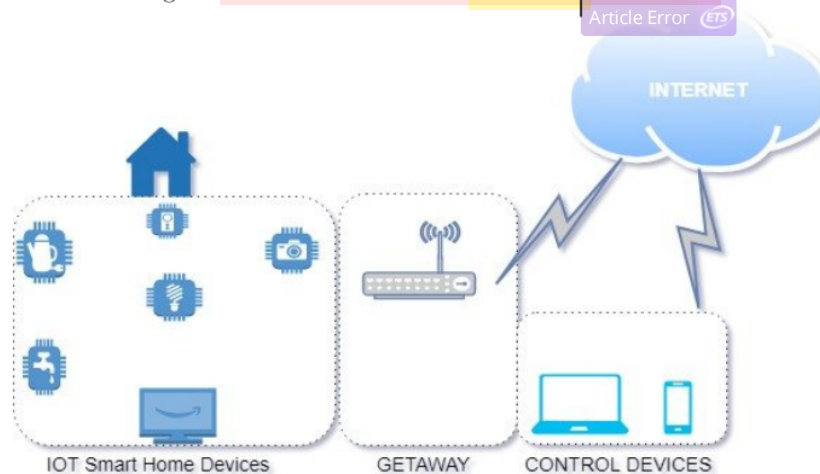 Article Error ETS
INTERNET
IOT Smart Home Devices
GETAWAY
CONTROL DEVICES